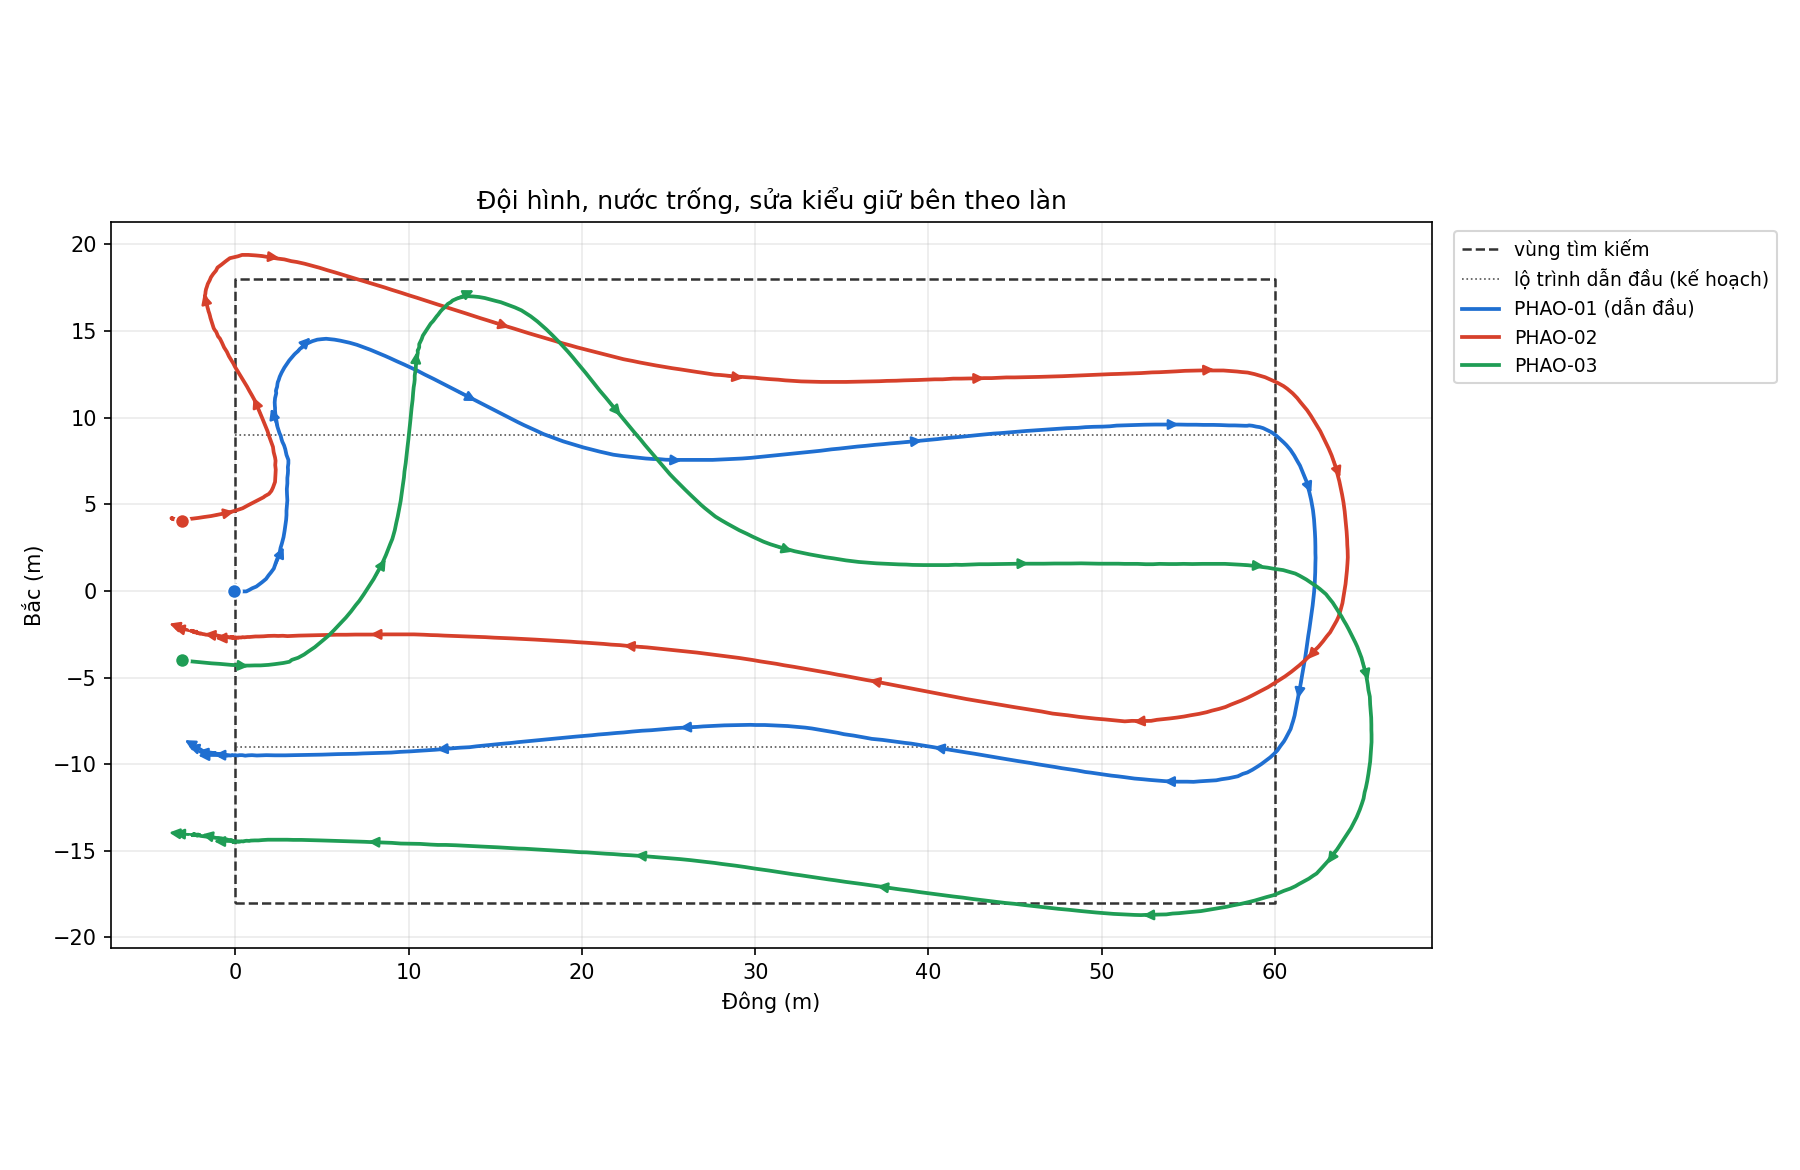 Đội hình, nước trống, sửa kiểu giữ bên theo làn
vùng tìm kiếm
lộ trình dẫn đầu (kế hoạch)
PHAO-01 (dẫn đầu)
PHAO-02
PHAO-03
Bắc (m)
20
15
10
5
0
−5
−10
−15
−20
0 10 20 30 40 50 60
Đông (m)